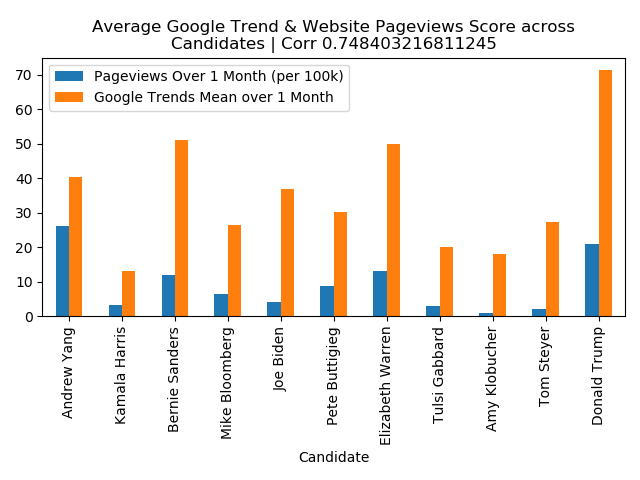 Average Google Trend & Website Pageviews Score across
Candidates | Corr 0.748403216811245
Pageviews Over 1 Month (per 100k)
Google Trends Mean over 1 Month
70
60
50
40
30
20
10
0
Andrew Yang
Kamala Harris
Bernie Sanders
Mike Bloomberg
Joe Biden
Pete Buttigieg
Elizabeth Warren
Tulsi Gabbard
Amy Klobucher
Tom Steyer
Donald Trump
Candidate